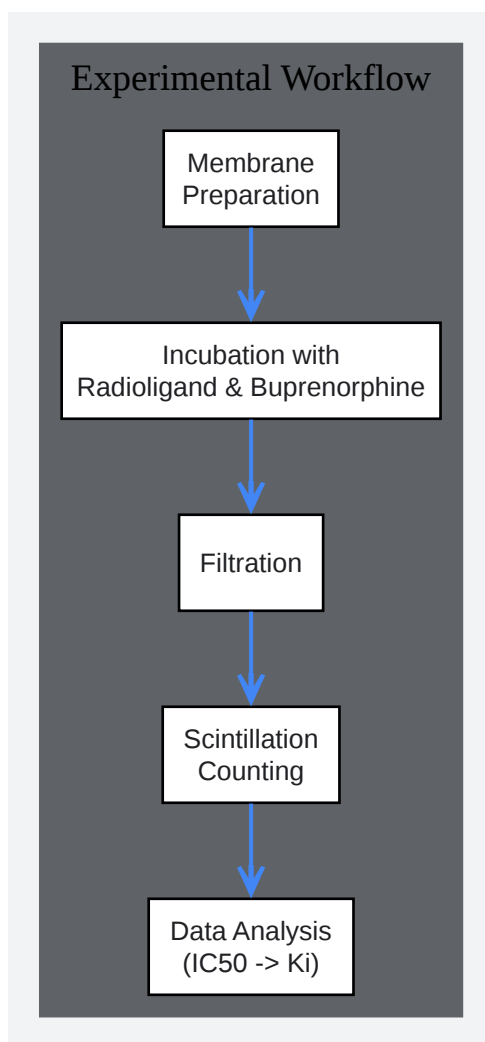 Experimental Workflow
Membrane
Preparation
Incubation with
Radioligand & Buprenorphine
Filtration
Scintillation
Counting
Data Analysis
(IC50 -> Ki)